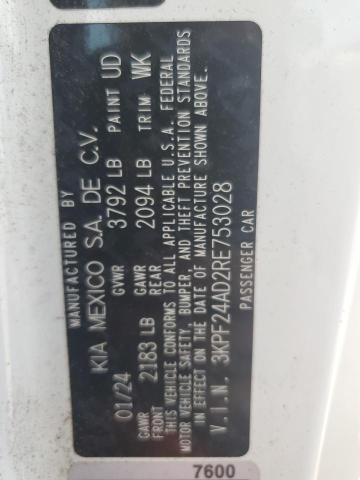 MANUFACTURED BY
KIA MEXICO S.A. DE C.V.
01/24 GVWR 3792 LB PAINT UD
GAWR FRONT 2183 LB GAWR REAR 2094 LB TRIM WK
THIS VEHICLE CONFORMS TO ALL APPLICABLE U.S.A. FEDERAL
MOTOR VEHICLE SAFETY, BUMPER, AND THEFT PREVENTION STANDARDS
IN EFFECT ON THE DATE OF MANUFACTURE SHOWN ABOVE.
V.I.N. 3KPF24AD2RE753028
PASSENGER CAR
7600